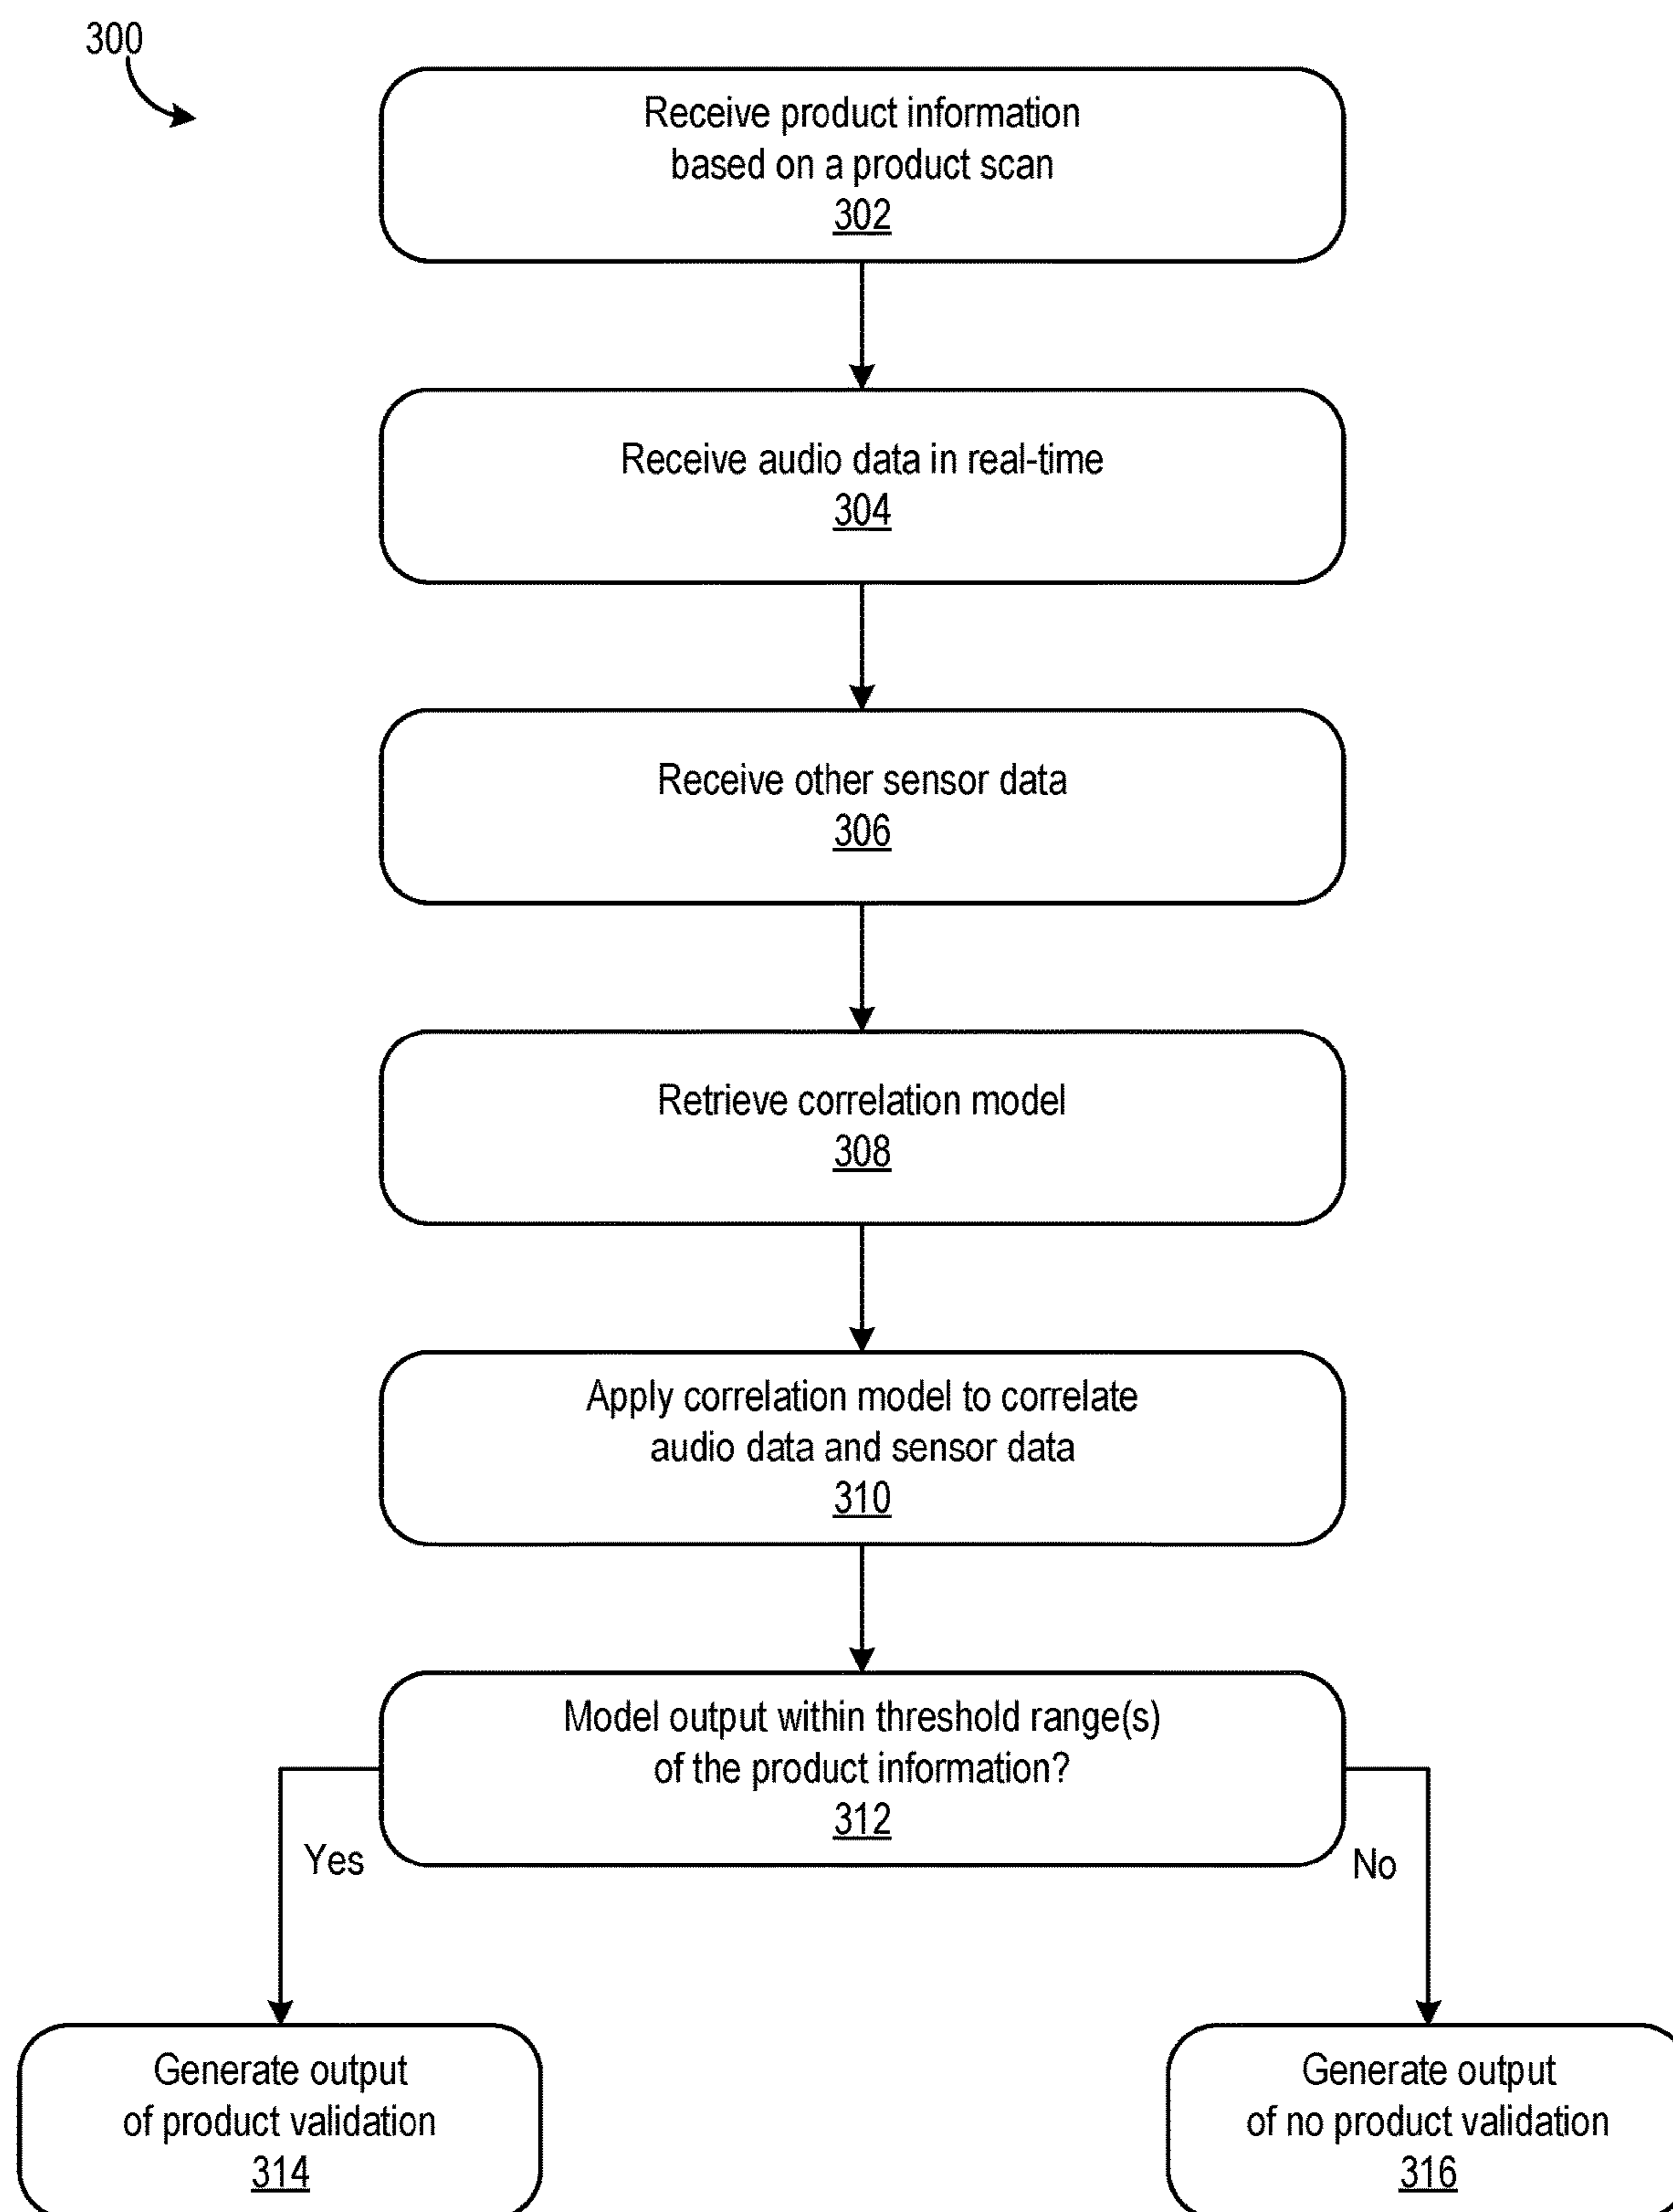 300
Receive product information
based on a product scan
302
Receive audio data in real-time
304
Receive other sensor data
306
Retrieve correlation model
308
Apply correlation model to correlate
audio data and sensor data
310
Model output within threshold range(s)
of the product information?
312
Yes
No
Generate output
of product validation
314
Generate output
of no product validation
316